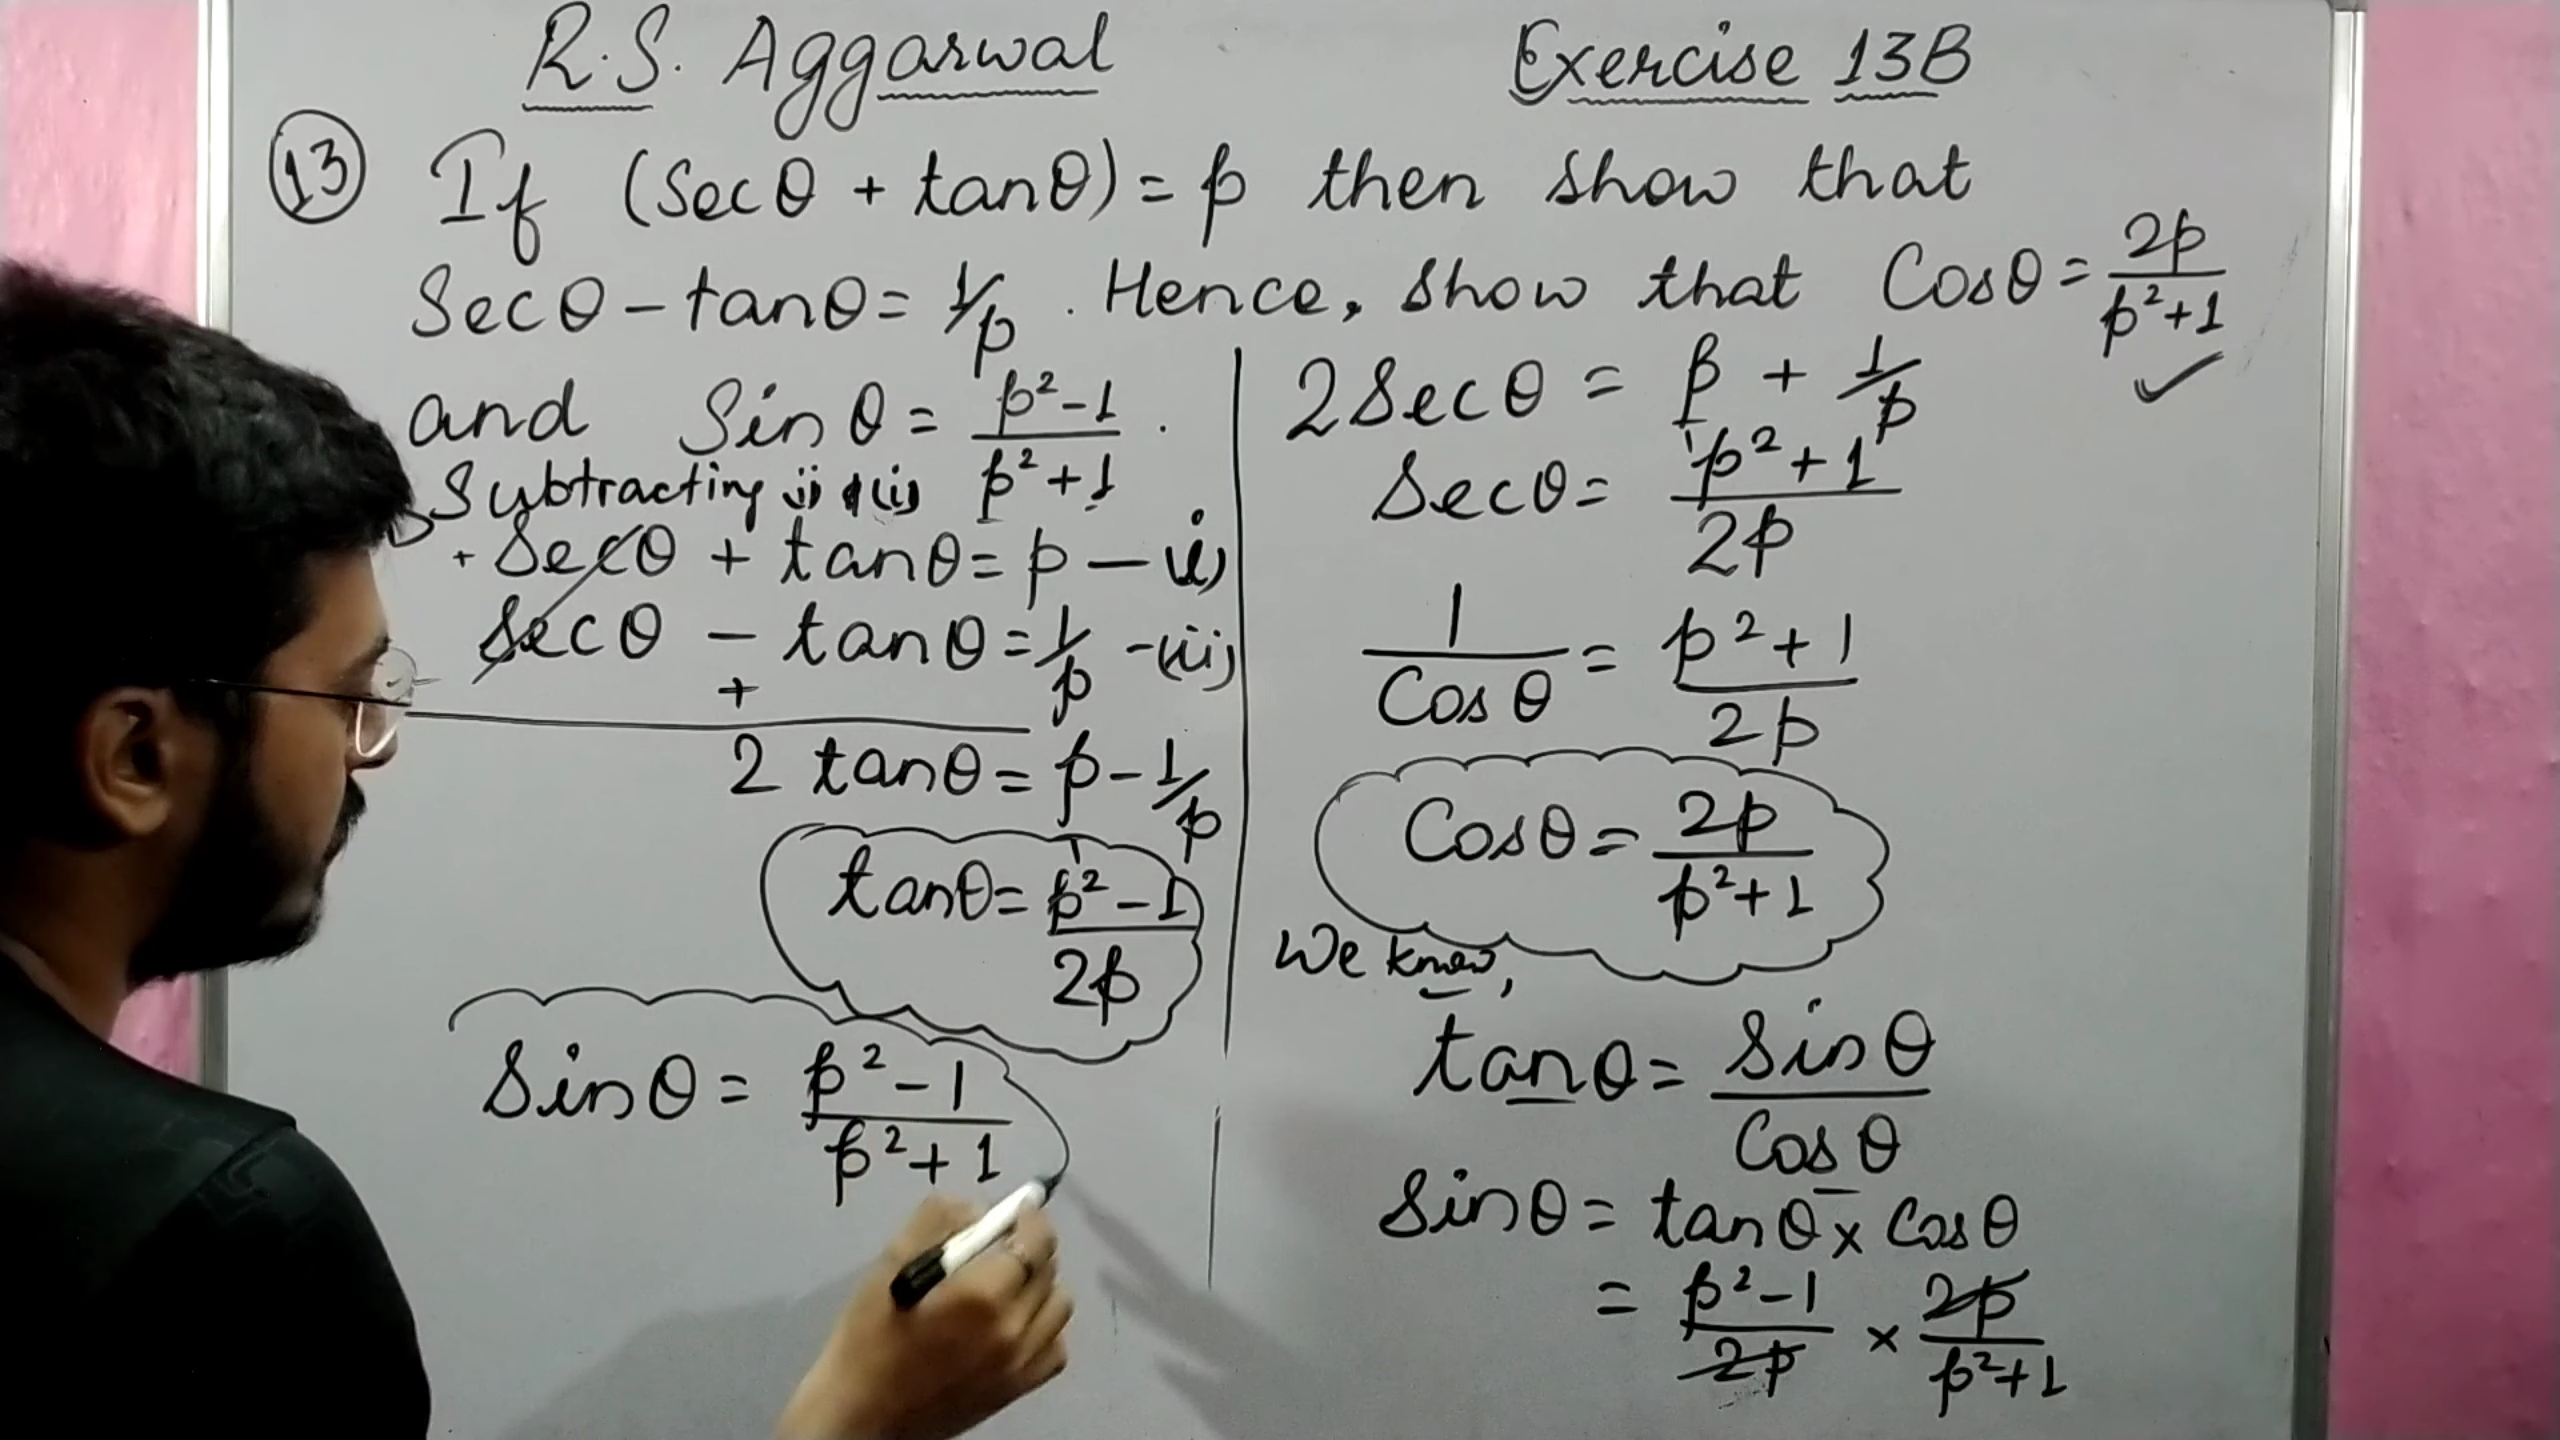 R.S. Aggarwal Exercise 13B
(13) If (Secθ + tanθ) = p then show that
Secθ - tanθ = 1/p . Hence, show that Cosθ = 2p/p²+1 ✓
and Sinθ = p²-1/p²+1 .
Subtracting (i) & (ii)
+ Secθ + tanθ = p — (i)
Secθ - tanθ = 1/p - (ii)
- +
2 tanθ = p - 1/p
tanθ = p²-1/2p
Sinθ = p²-1/p²+1
2Secθ = p + 1/p
Secθ = p²+1/2p
1/Cosθ = p²+1/2p
Cosθ = 2p/p²+1
We know,
tanθ = Sinθ/Cosθ
Sinθ = tanθ × Cosθ
= p²-1/2p × 2p/p²+1